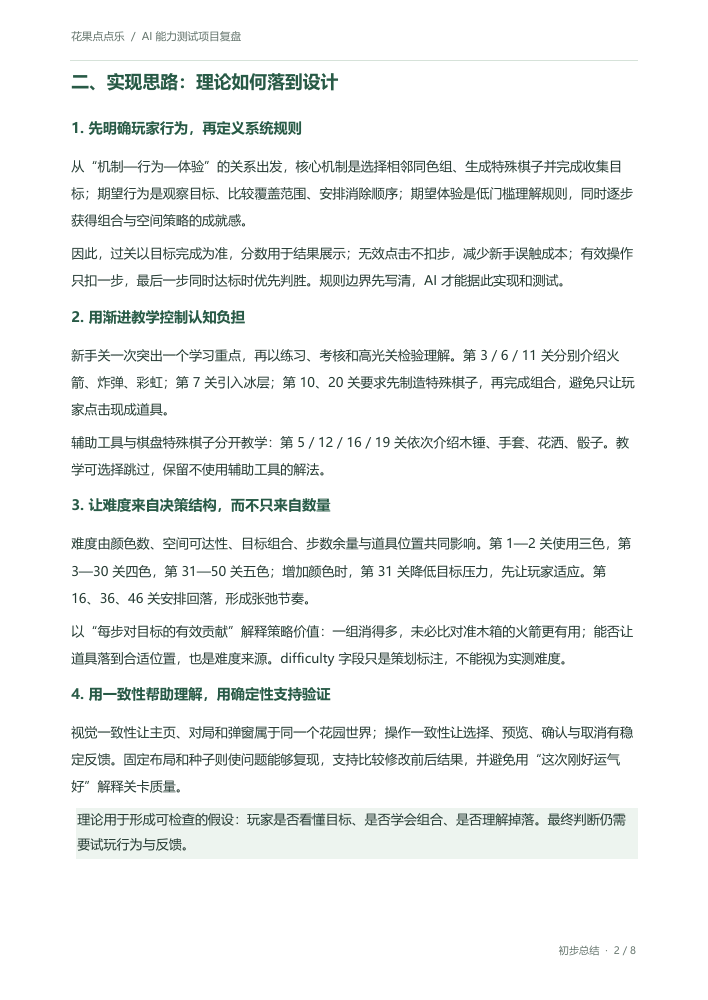 花果点点乐 / AI 能力测试项目复盘
二、实现思路：理论如何落到设计
1. 先明确玩家行为，再定义系统规则
从“机制—行为—体验”的关系出发，核心机制是选择相邻同色组、生成特殊棋子并完成收集目
标；期望行为是观察目标、比较覆盖范围、安排消除顺序；期望体验是低门槛理解规则，同时逐步
获得组合与空间策略的成就感。
因此，过关以目标完成为准，分数用于结果展示；无效点击不扣步，减少新手误触成本；有效操作
只扣一步，最后一步同时达标时优先判胜。规则边界先写清，AI 才能据此实现和测试。
2. 用渐进教学控制认知负担
新手关一次突出一个学习重点，再以练习、考核和高光关检验理解。第 3 / 6 / 11 关分别介绍火
箭、炸弹、彩虹；第 7 关引入冰层；第 10、20 关要求先制造特殊棋子，再完成组合，避免只让玩
家点击现成道具。
辅助工具与棋盘特殊棋子分开教学：第 5 / 12 / 16 / 19 关依次介绍木锤、手套、花洒、骰子。教
学可选择跳过，保留不使用辅助工具的解法。
3. 让难度来自决策结构，而不只来自数量
难度由颜色数、空间可达性、目标组合、步数余量与道具位置共同影响。第 1—2 关使用三色，第
3—30 关四色，第 31—50 关五色；增加颜色时，第 31 关降低目标压力，先让玩家适应。第
16、36、46 关安排回落，形成张弛节奏。
以“每步对目标的有效贡献”解释策略价值：一组消得多，未必比对准木箱的火箭更有用；能否让
道具落到合适位置，也是难度来源。difficulty 字段只是策划标注，不能视为实测难度。
4. 用一致性帮助理解，用确定性支持验证
视觉一致性让主页、对局和弹窗属于同一个花园世界；操作一致性让选择、预览、确认与取消有稳
定反馈。固定布局和种子则使问题能够复现，支持比较修改前后结果，并避免用“这次刚好运气
好”解释关卡质量。
理论用于形成可检查的假设：玩家是否看懂目标、是否学会组合、是否理解掉落。最终判断仍需
要试玩行为与反馈。
初步总结 · 2 / 8